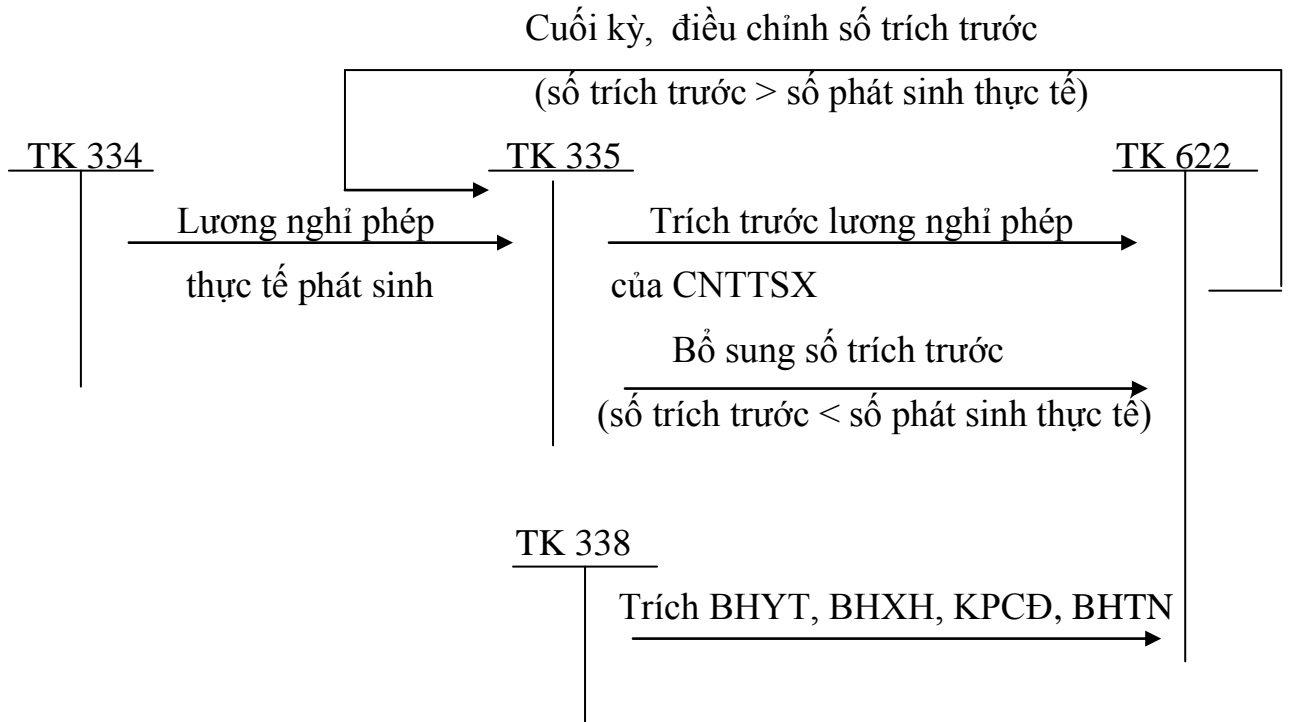 Cuối kỳ, điều chỉnh số trích trước
(số trích trước > số phát sinh thực tế)
TK 334
TK 335
TK 622
Lương nghỉ phép
thực tế phát sinh
Trích trước lương nghỉ phép
của CNTTSX
Bổ sung số trích trước
(số trích trước < số phát sinh thực tế)
TK 338
Trích BHYT, BHXH, KPCĐ, BHTN